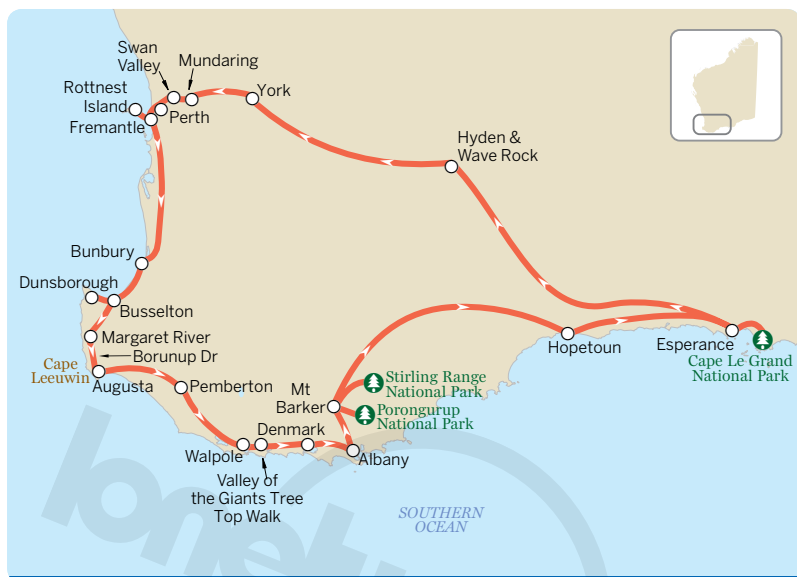 Swan
Valley
Mundaring
Rottnest
Island
York
Perth
Fremantle
Hyden &
Wave Rock
Bunbury
Dunsborough
Busselton
Margaret River
Borunup Dr
Cape
Leeuwin
Augusta
Pemberton
Hopetoun
Esperance
Cape Le Grand
National Park
Stirling Range
National Park
Mt
Barker
Porongurup
National Park
Denmark
Walpole
Albany
Valley of
the Giants Tree
Top Walk
SOUTHERN
OCEAN